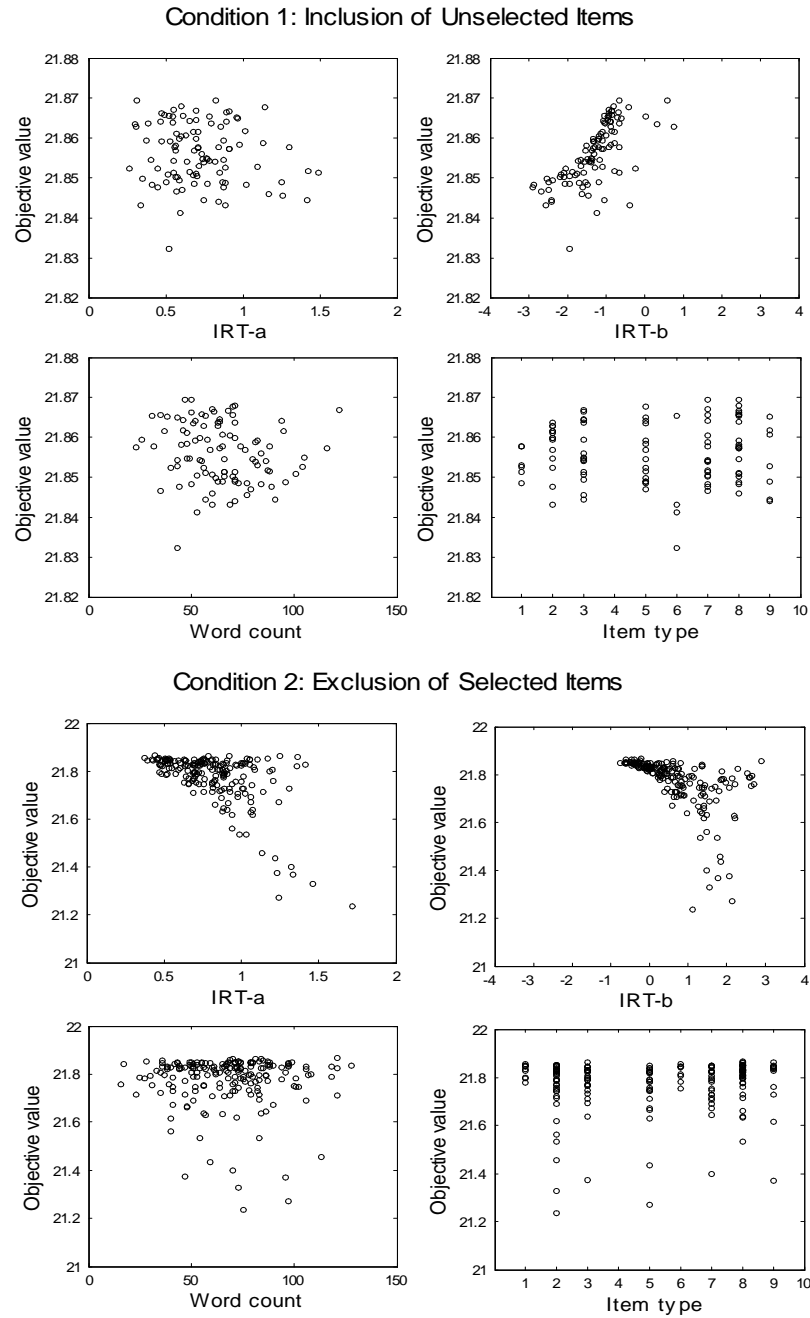 Condition 1: Inclusion of Unselected Items
21.88 21.87 21.86 21.85 21.84 21.83 21.82
Objective value
0 0.5 1 1.5 2
IRT-a
21.88 21.87 21.86 21.85 21.84 21.83 21.82
Objective value
-4 -3 -2 -1 0 1 2 3 4
IRT-b
21.88 21.87 21.86 21.85 21.84 21.83 21.82
Objective value
0 50 100 150
Word count
21.88 21.87 21.86 21.85 21.84 21.83 21.82
Objective value
1 2 3 4 5 6 7 8 9 10
Item type
Condition 2: Exclusion of Selected Items
22 21.8 21.6 21.4 21.2 21
Objective value
0 0.5 1 1.5 2
IRT-a
22 21.8 21.6 21.4 21.2 21
Objective value
-4 -3 -2 -1 0 1 2 3 4
IRT-b
22 21.8 21.6 21.4 21.2 21
Objective value
0 50 100 150
Word count
22 21.8 21.6 21.4 21.2 21
Objective value
1 2 3 4 5 6 7 8 9 10
Item type